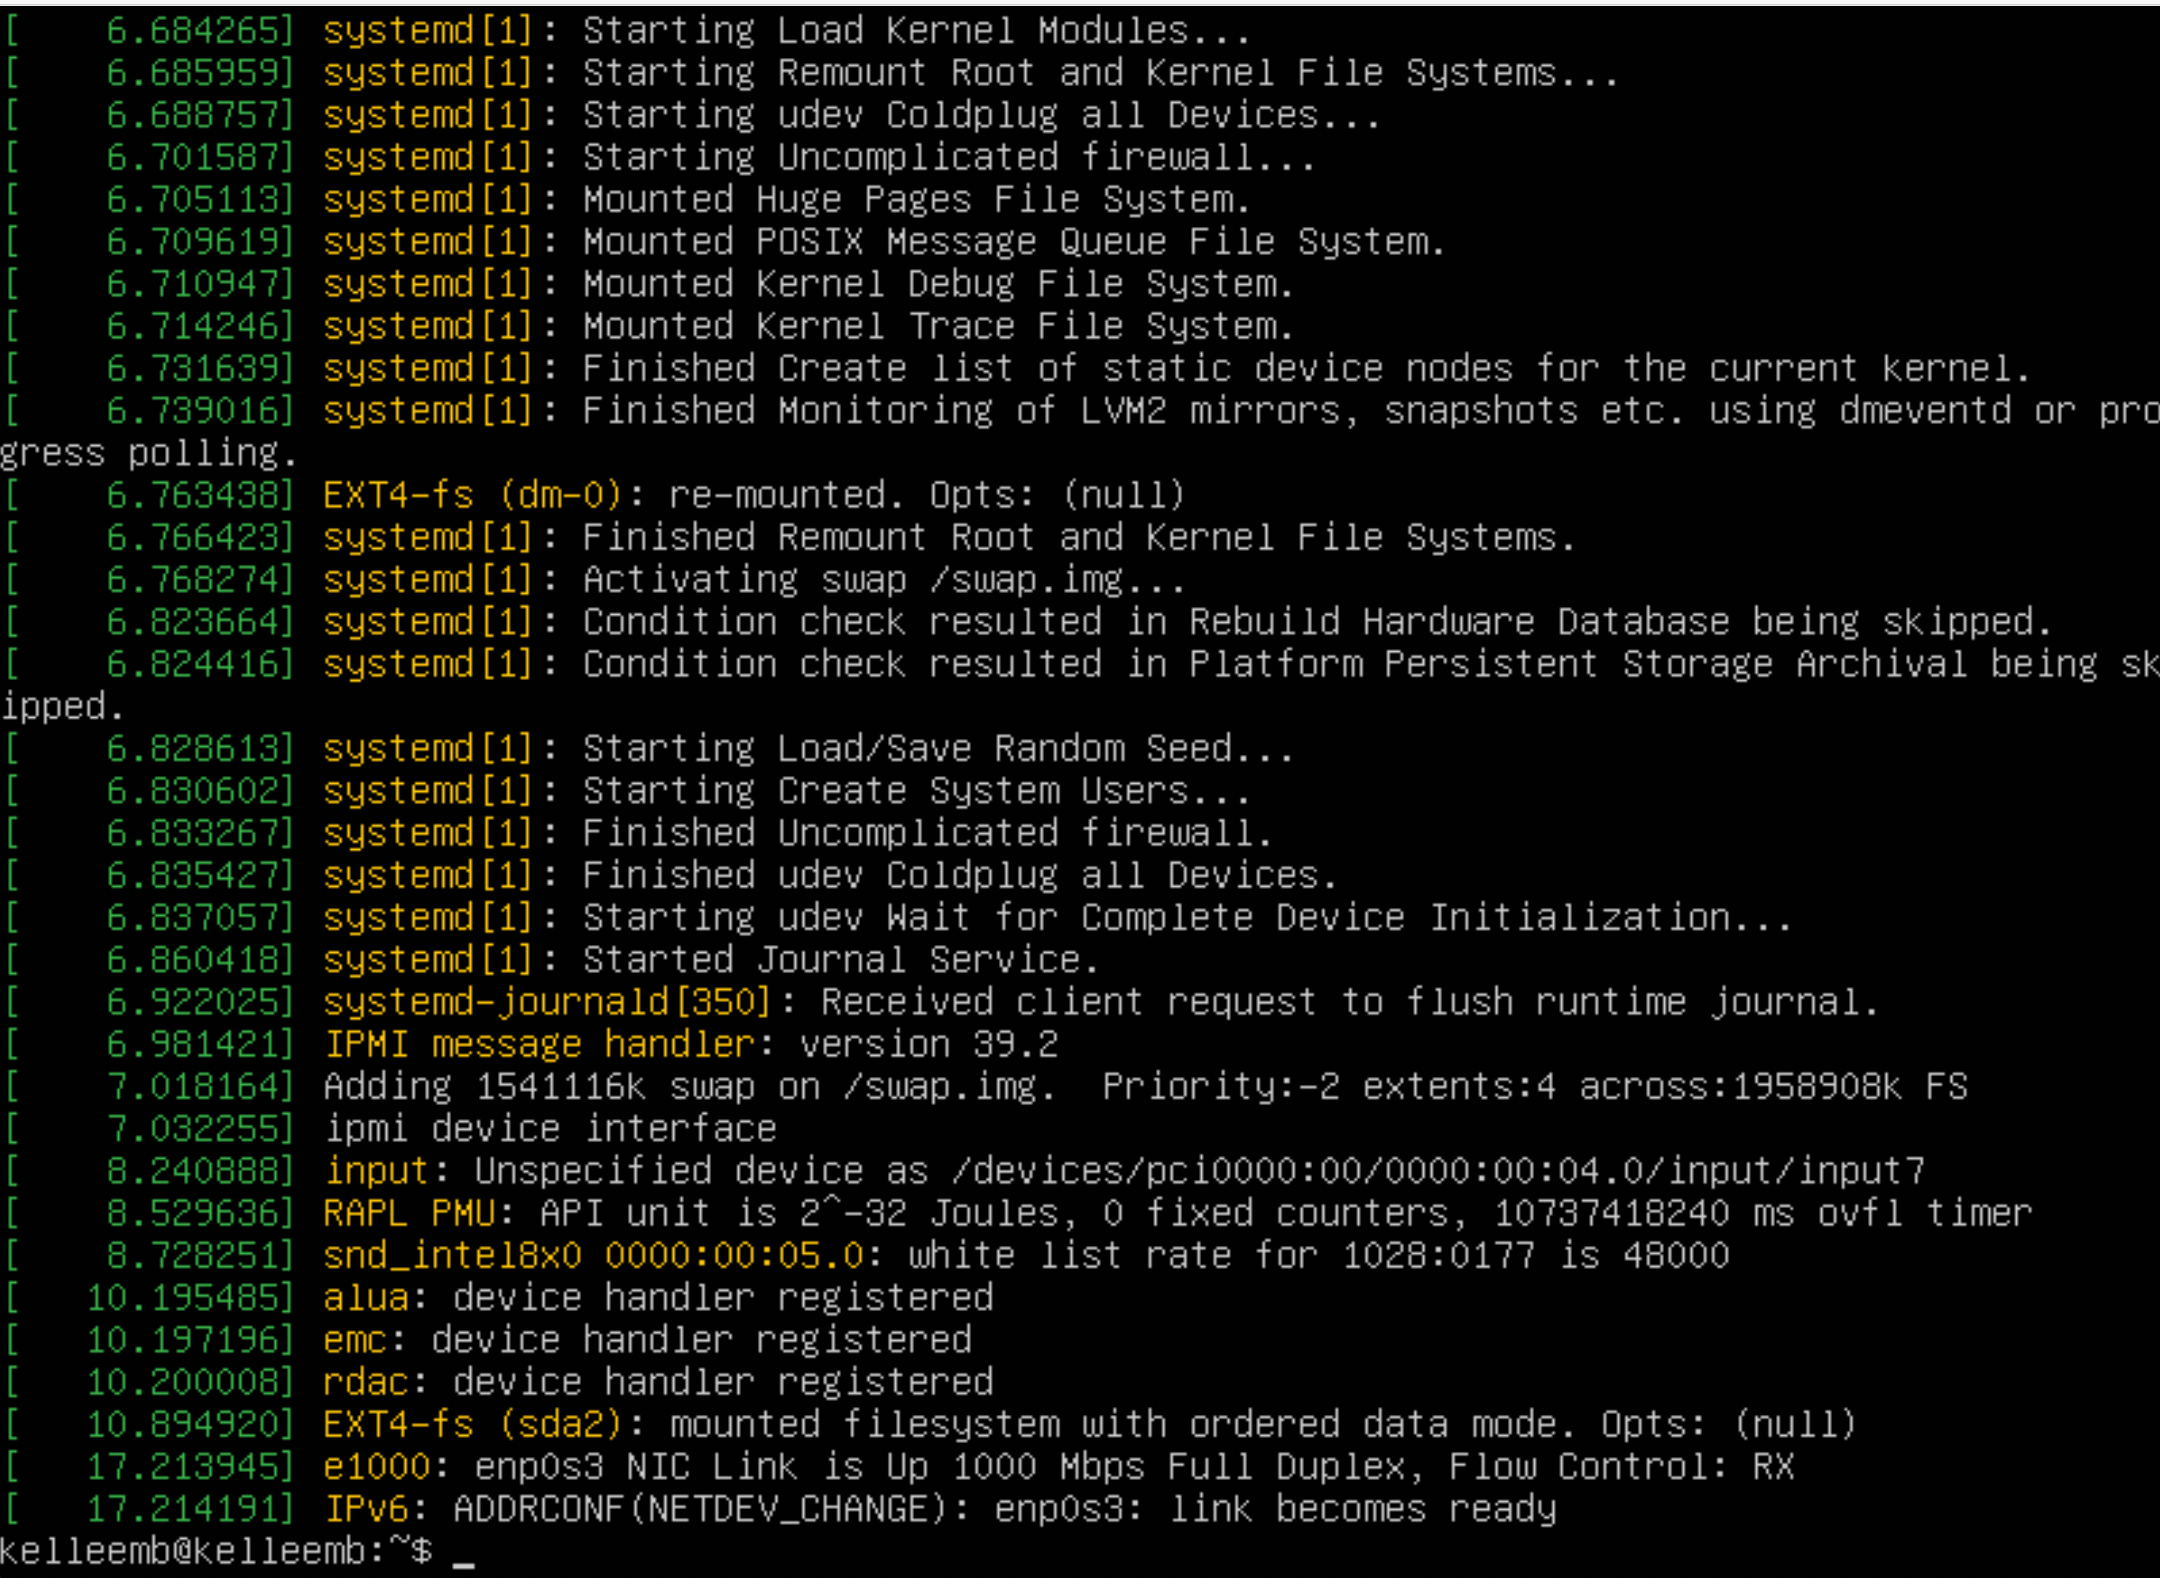 [    6.684265] systemd[1]: Starting Load Kernel Modules...
[    6.685959] systemd[1]: Starting Remount Root and Kernel File Systems...
[    6.688757] systemd[1]: Starting udev Coldplug all Devices...
[    6.701587] systemd[1]: Starting Uncomplicated firewall...
[    6.705113] systemd[1]: Mounted Huge Pages File System.
[    6.709619] systemd[1]: Mounted POSIX Message Queue File System.
[    6.710947] systemd[1]: Mounted Kernel Debug File System.
[    6.714246] systemd[1]: Mounted Kernel Trace File System.
[    6.731639] systemd[1]: Finished Create list of static device nodes for the current kernel.
[    6.739016] systemd[1]: Finished Monitoring of LVM2 mirrors, snapshots etc. using dmeventd or pro
gress polling.
[    6.763438] EXT4-fs (dm-0): re-mounted. Opts: (null)
[    6.766423] systemd[1]: Finished Remount Root and Kernel File Systems.
[    6.768274] systemd[1]: Activating swap /swap.img...
[    6.823664] systemd[1]: Condition check resulted in Rebuild Hardware Database being skipped.
[    6.824416] systemd[1]: Condition check resulted in Platform Persistent Storage Archival being sk
ipped.
[    6.828613] systemd[1]: Starting Load/Save Random Seed...
[    6.830602] systemd[1]: Starting Create System Users...
[    6.833267] systemd[1]: Finished Uncomplicated firewall.
[    6.835427] systemd[1]: Finished udev Coldplug all Devices.
[    6.837057] systemd[1]: Starting udev Wait for Complete Device Initialization...
[    6.860418] systemd[1]: Started Journal Service.
[    6.922025] systemd-journald[350]: Received client request to flush runtime journal.
[    6.981421] IPMI message handler: version 39.2
[    7.018164] Adding 1541116k swap on /swap.img.  Priority:-2 extents:4 across:1958908k FS
[    7.032255] ipmi device interface
[    8.240888] input: Unspecified device as /devices/pci0000:00/0000:00:04.0/input/input7
[    8.529636] RAPL PMU: API unit is 2^-32 Joules, 0 fixed counters, 10737418240 ms ovfl timer
[    8.728251] snd_intel8x0 0000:00:05.0: white list rate for 1028:0177 is 48000
[   10.195485] alua: device handler registered
[   10.197196] emc: device handler registered
[   10.200008] rdac: device handler registered
[   10.894920] EXT4-fs (sda2): mounted filesystem with ordered data mode. Opts: (null)
[   17.213945] e1000: enp0s3 NIC Link is Up 1000 Mbps Full Duplex, Flow Control: RX
[   17.214191] IPv6: ADDRCONF(NETDEV_CHANGE): enp0s3: link becomes ready
kelleemb@kelleemb:~$ _